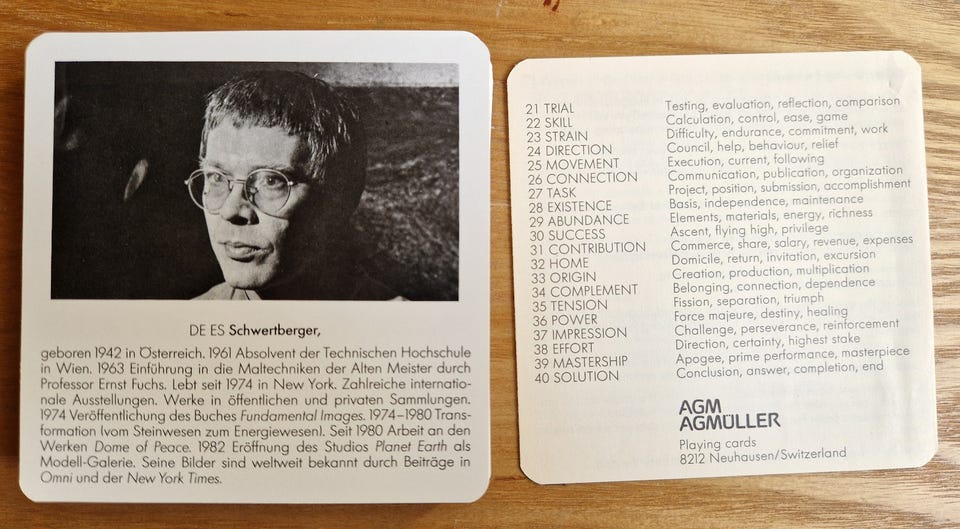 DE ES Schwertberger,
geboren 1942 in Österreich. 1961 Absolvent der Technischen Hochschule
in Wien. 1963 Einführung in die Maltechniken der Alten Meister durch
Professor Ernst Fuchs. Lebt seit 1974 in New York. Zahlreiche internatio-
nale Ausstellungen. Werke in öffentlichen und privaten Sammlungen.
1974 Veröffentlichung des Buches Fundamental Images. 1974–1980 Trans-
formation (vom Steinwesen zum Energiewesen). Seit 1980 Arbeit an den
Werken Dome of Peace. 1982 Eröffnung des Studios Planet Earth als
Modell-Galerie. Seine Bilder sind weltweit bekannt durch Beiträge in
Omni und der New York Times.
21 TRIAL Testing, evaluation, reflection, comparison
22 SKILL Calculation, control, ease, game
23 STRAIN Difficulty, endurance, commitment, work
24 DIRECTION Council, help, behaviour, relief
25 MOVEMENT Execution, current, following
26 CONNECTION Communication, publication, organization
27 TASK Project, position, submission, accomplishment
28 EXISTENCE Basis, independence, maintenance
29 ABUNDANCE Elements, materials, energy, richness
30 SUCCESS Ascent, flying high, privilege
31 CONTRIBUTION Commerce, share, salary, revenue, expenses
32 HOME Domicile, return, invitation, excursion
33 ORIGIN Creation, production, multiplication
34 COMPLEMENT Belonging, connection, dependence
35 TENSION Fission, separation, triumph
36 POWER Force majeure, destiny, healing
37 IMPRESSION Challenge, perseverance, reinforcement
38 EFFORT Direction, certainty, highest stake
39 MASTERSHIP Apogee, prime performance, masterpiece
40 SOLUTION Conclusion, answer, completion, end
AGM
AGMÜLLER
Playing cards
8212 Neuhausen/Switzerland